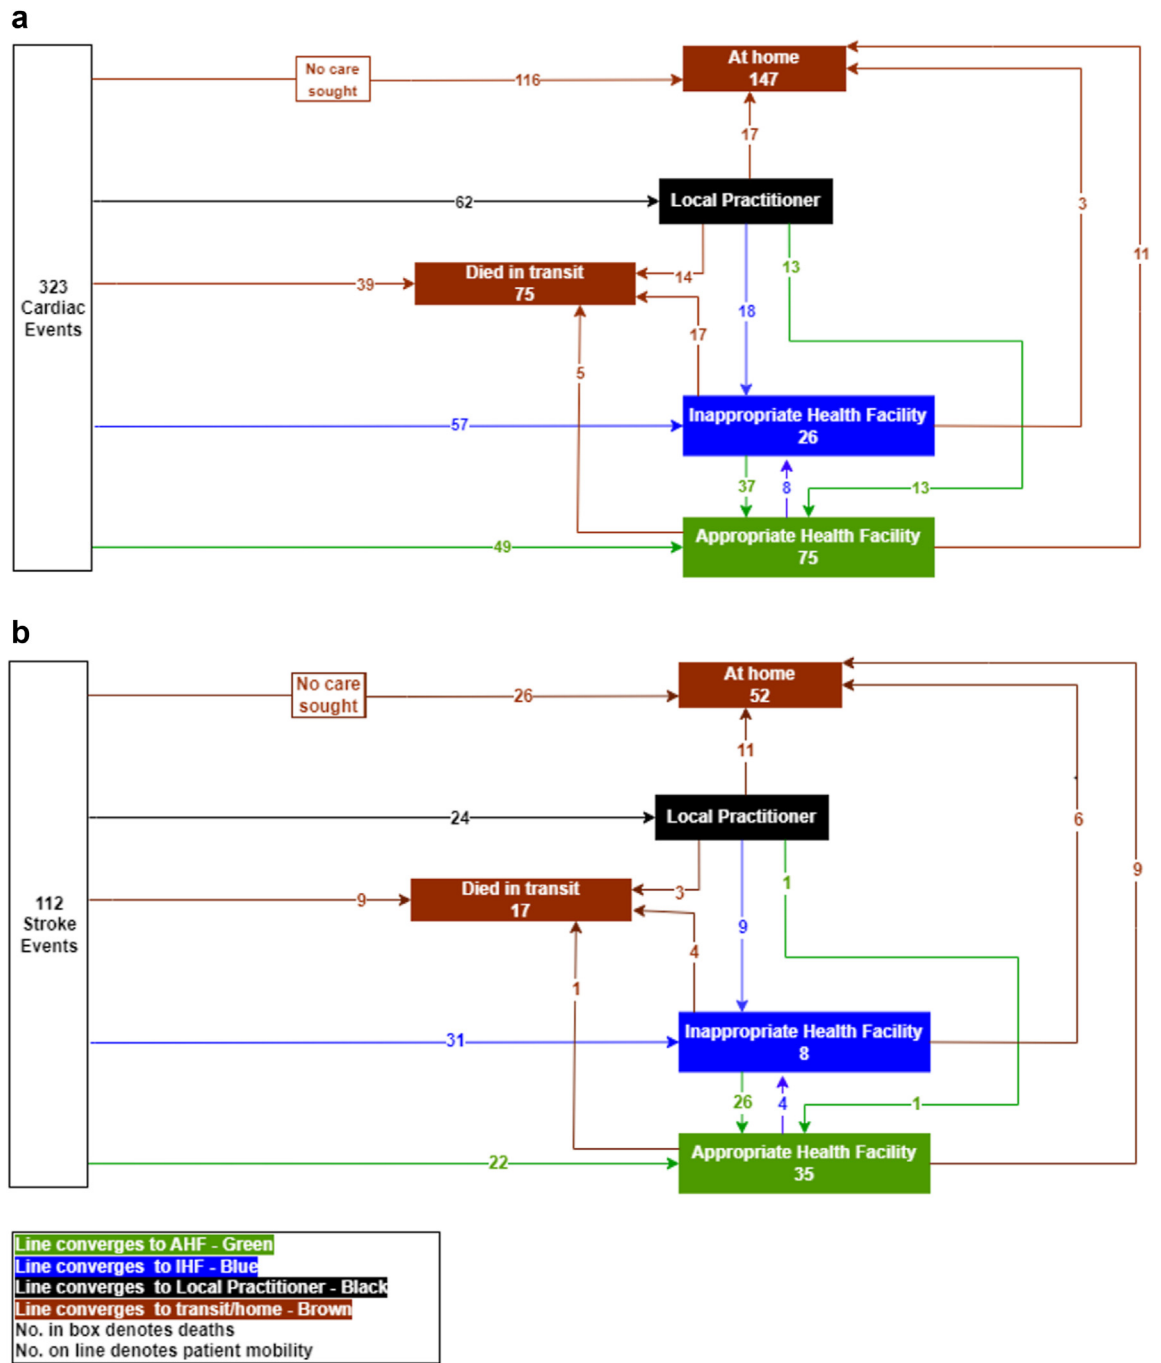 a
No care
sought
116
At home
147
17
62
Local Practitioner
3
11
13
Died in transit
75
39
14
323
Cardiac
Events
18
17
5
57
Inappropriate Health Facility
26
37
8
13
49
Appropriate Health Facility
75
b
No care
sought
26
At home
52
11
24
Local Practitioner
6
9
1
Died in transit
17
9
3
112
Stroke
Events
9
4
1
31
Inappropriate Health Facility
8
26
4
1
22
Appropriate Health Facility
35
Line converges to AHF - Green
Line converges to IHF - Blue
Line converges to Local Practitioner - Black
Line converges to transit/home - Brown
No. in box denotes deaths
No. on line denotes patient mobility